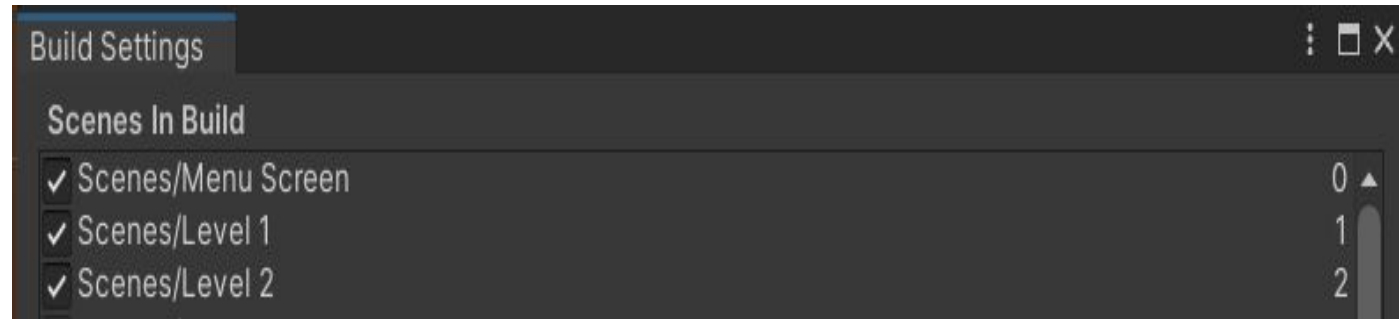 Build Settings
Scenes In Build
Scenes/Menu Screen 0
Scenes/Level 1 1
Scenes/Level 2 2